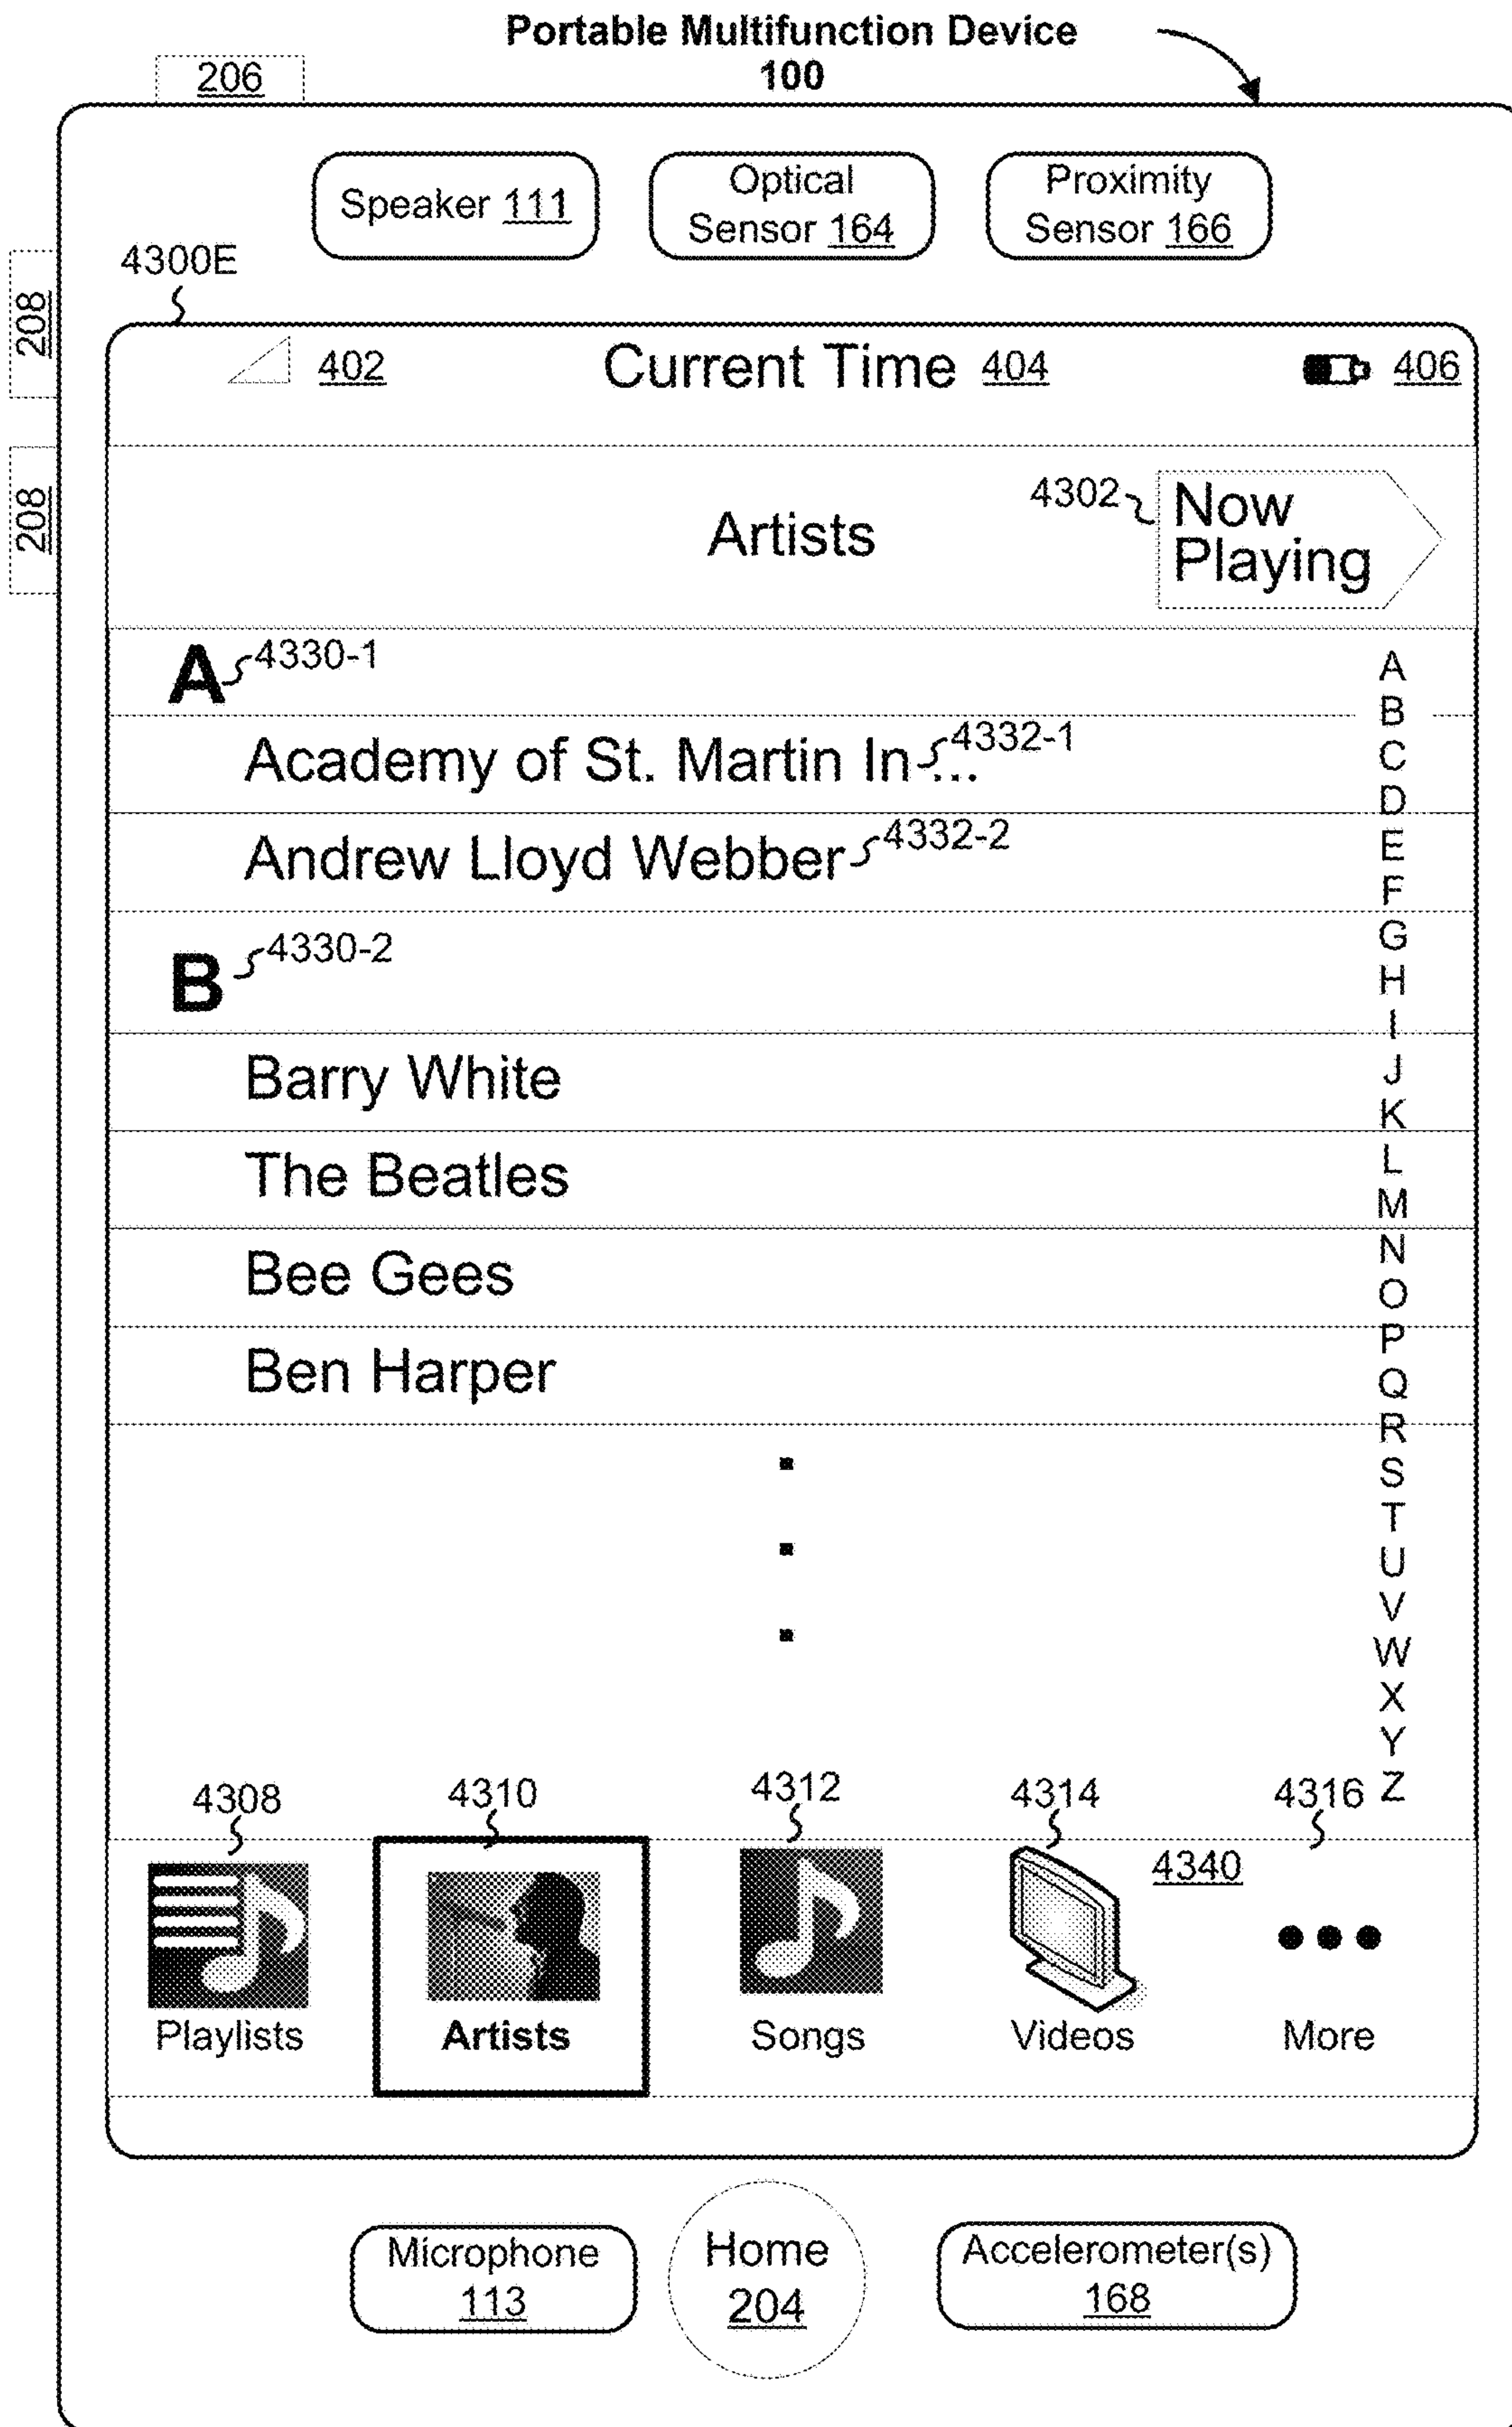 Portable Multifunction Device
100
206
Speaker 111
Optical
Sensor 164
Proximity
Sensor 166
4300E
208
208
402
Current Time 404
406
Artists
4302
Now
Playing
A
4330-1
Academy of St. Martin In ...
4332-1
Andrew Lloyd Webber
4332-2
B
4330-2
Barry White
The Beatles
Bee Gees
Ben Harper
A
B
C
D
E
F
G
H
I
J
K
L
M
N
O
P
Q
R
S
T
U
V
W
X
Y
Z
4308
4310
4312
4314
4316
4340
Playlists
Artists
Songs
Videos
More
Microphone
113
Home
204
Accelerometer(s)
168